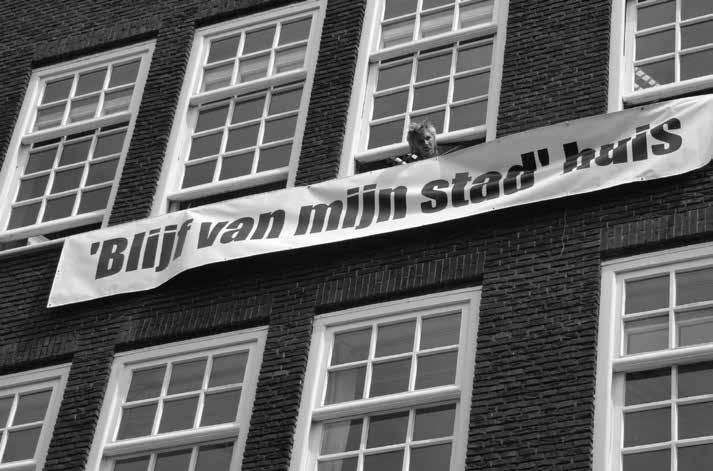 'Blijf van mijn stad' huis